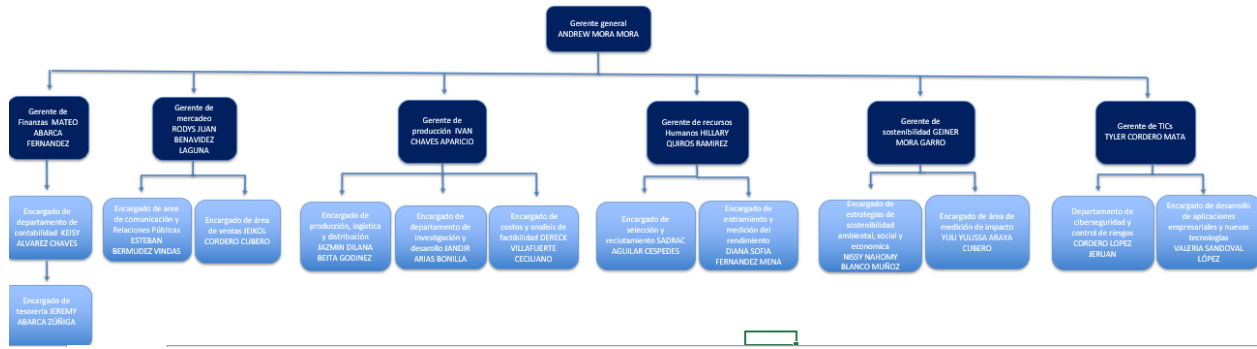 Gerente general
ANDREW MORA MORA
Gerente de
Finanzas MATEO
ABARCA
FERNANDEZ
Gerente de
mercadeo
RODYS JUAN
BENAVIDEZ
LAGUNA
Gerente de
producción IVAN
CHAVES APARICIO
Gerente de recursos
Humanos HILLARY
QUIROS RAMIREZ
Gerente de
sostenibilidad GEINER
MORA GARRO
Gerente de TICs
TYLER CORDERO MATA
Encargado de
departamento de
contabilidad KEISY
ALVAREZ CHAVES
Encargado de area
de comunicación y
Relaciones Públicas
ESTEBAN
BERMUDEZ VINDAS
Encargado de área
de ventas JEIKOL
CORDERO CUBERO
Encargado de
producción, logística
y distribución
JAZMIN DILANA
BEITA GODINEZ
Encargado de
departamento de
investigación y
desarollo JANDIR
ARIAS BONILLA
Encargado de
costos y analisis de
factibilidad DERECK
VILLAFUERTE
CECILIANO
Encargado de
selección y
reclutamiento SADRAC
AGUILAR CESPEDES
Encargado de
entramiento y
medición del
rendimiento
DIANA SOFIA
FERNANDEZ MENA
Encargado de
estrategias de
sostenibilidad
ambiental, social y
economica
NISSY NAHOMY
BLANCO MUÑOZ
Encargado de área de
medición de impacto
YULI YULISSA ARAYA
CUBERO
Departamento de
ciberseguridad y
control de riesgos
CORDERO LOPEZ
JERUAN
Encargado de desarrollo
de aplicaciones
empresariales y nuevas
tecnologías
VALERIA SANDOVAL
LÓPEZ
Encargado de
tesorería JEREMY
ABARCA ZÚÑIGA